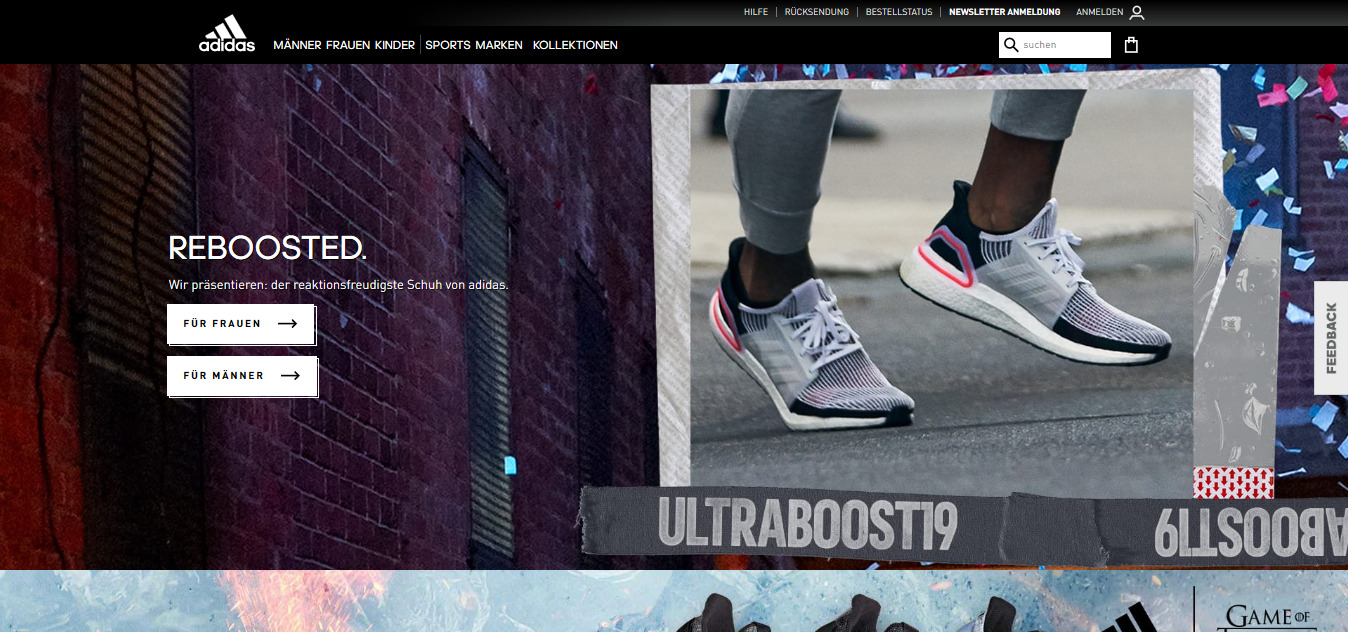 HILFE RÜCKSENDUNG BESTELLSTATUS NEWSLETTER ANMELDUNG ANMELDEN
adidas
MÄNNER FRAUEN KINDER SPORTS MARKEN KOLLEKTIONEN
suchen
REBOOSTED.
Wir präsentieren: der reaktionsfreudigste Schuh von adidas.
FÜR FRAUEN
FÜR MÄNNER
FEEDBACK
ULTRABOOST19
ABOOST19
GAME OF